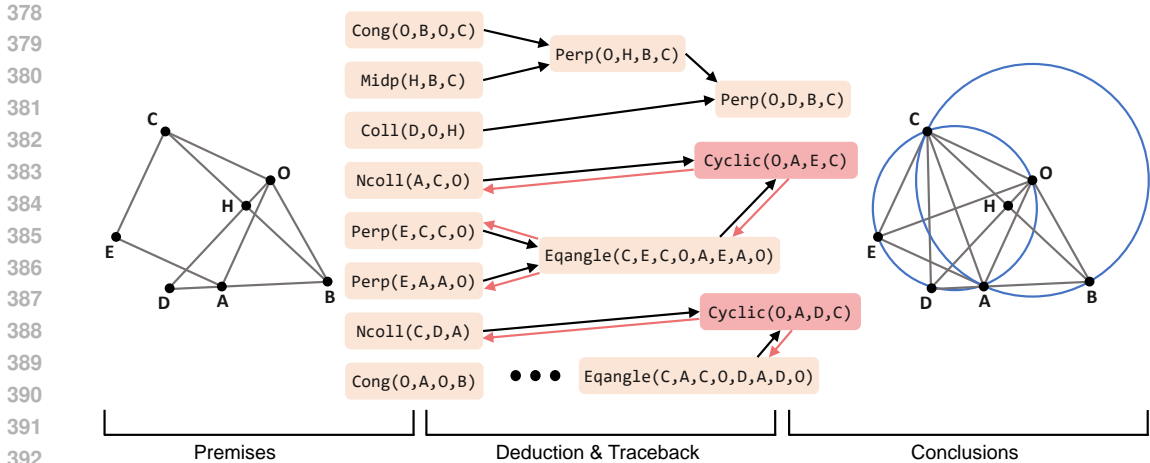 378
379
380
381
382
383
384
385
386
387
388
389
390
391
392
C
O
H
E
D
A
B
Cong(O,B,O,C)
Midp(H,B,C)
Coll(D,O,H)
Ncoll(A,C,O)
Perp(E,C,C,O)
Perp(E,A,A,O)
Ncoll(C,D,A)
Cong(O,A,O,B)
Perp(O,H,B,C)
Perp(O,D,B,C)
Cyclic(O,A,E,C)
Eqangle(C,E,C,O,A,E,A,O)
Cyclic(O,A,D,C)
Eqangle(C,A,C,O,D,A,D,O)
C
O
H
E
D
A
B
Premises
Deduction & Traceback
Conclusions